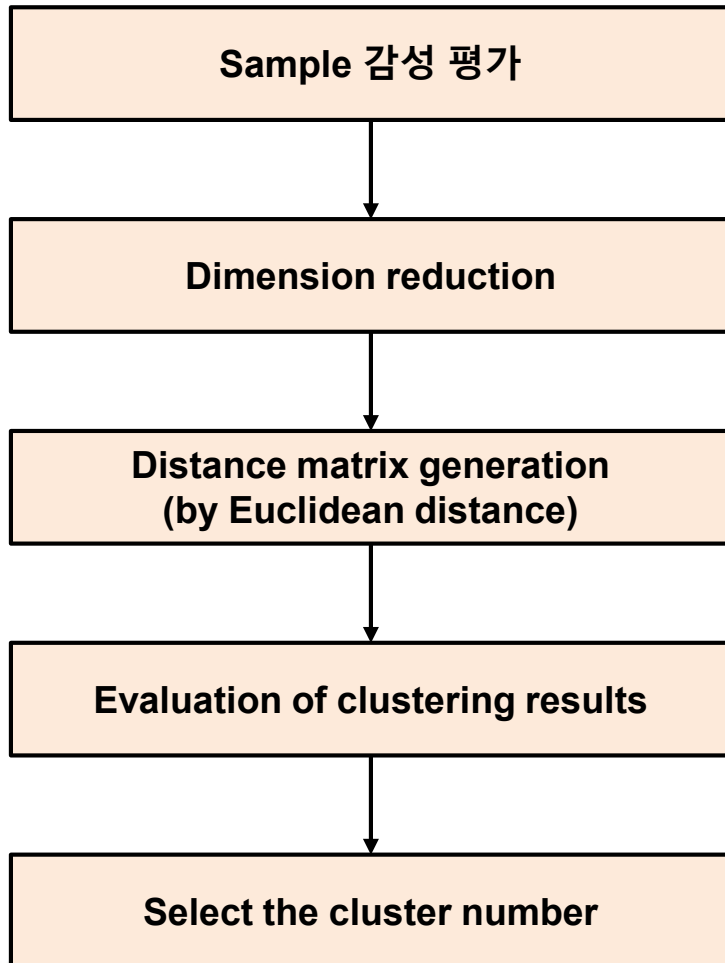 Sample 감성 평가
Dimension reduction
Distance matrix generation
(by Euclidean distance)
Evaluation of clustering results
Select the cluster number